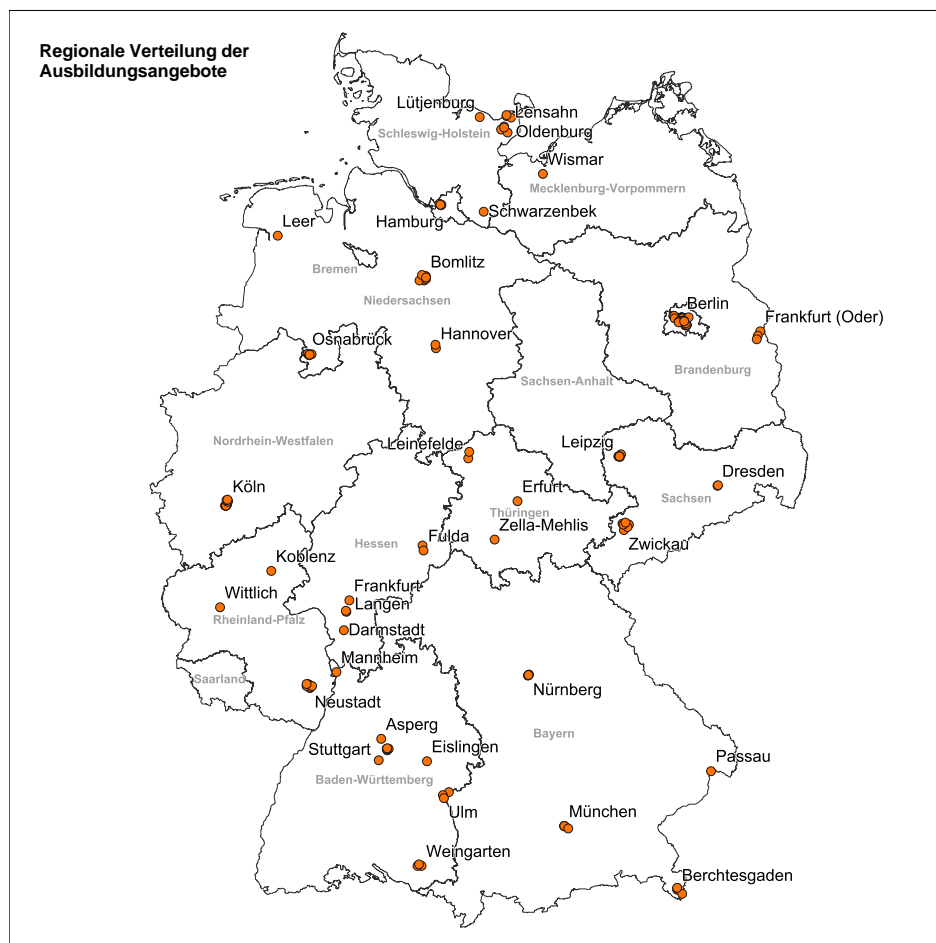 Regionale Verteilung der
Ausbildungsangebote
Lütjenburg
Lensahn
Schleswig-Holstein
Oldenburg
Wismar
Mecklenburg-Vorpommern
Leer
Hamburg
Schwarzenbek
Bremen
Bomlitz
Niedersachsen
Berlin
Frankfurt (Oder)
Osnabrück
Hannover
Brandenburg
Sachsen-Anhalt
Nordrhein-Westfalen
Leinefelde
Leipzig
Dresden
Köln
Erfurt
Sachsen
Thüringen
Zella-Mehlis
Hessen
Fulda
Zwickau
Koblenz
Wittlich
Frankfurt
Langen
Rheinland-Pfalz
Darmstadt
Mannheim
Saarland
Nürnberg
Neustadt
Asperg
Bayern
Stuttgart
Eislingen
Passau
Baden-Württemberg
Ulm
München
Weingarten
Berchtesgaden